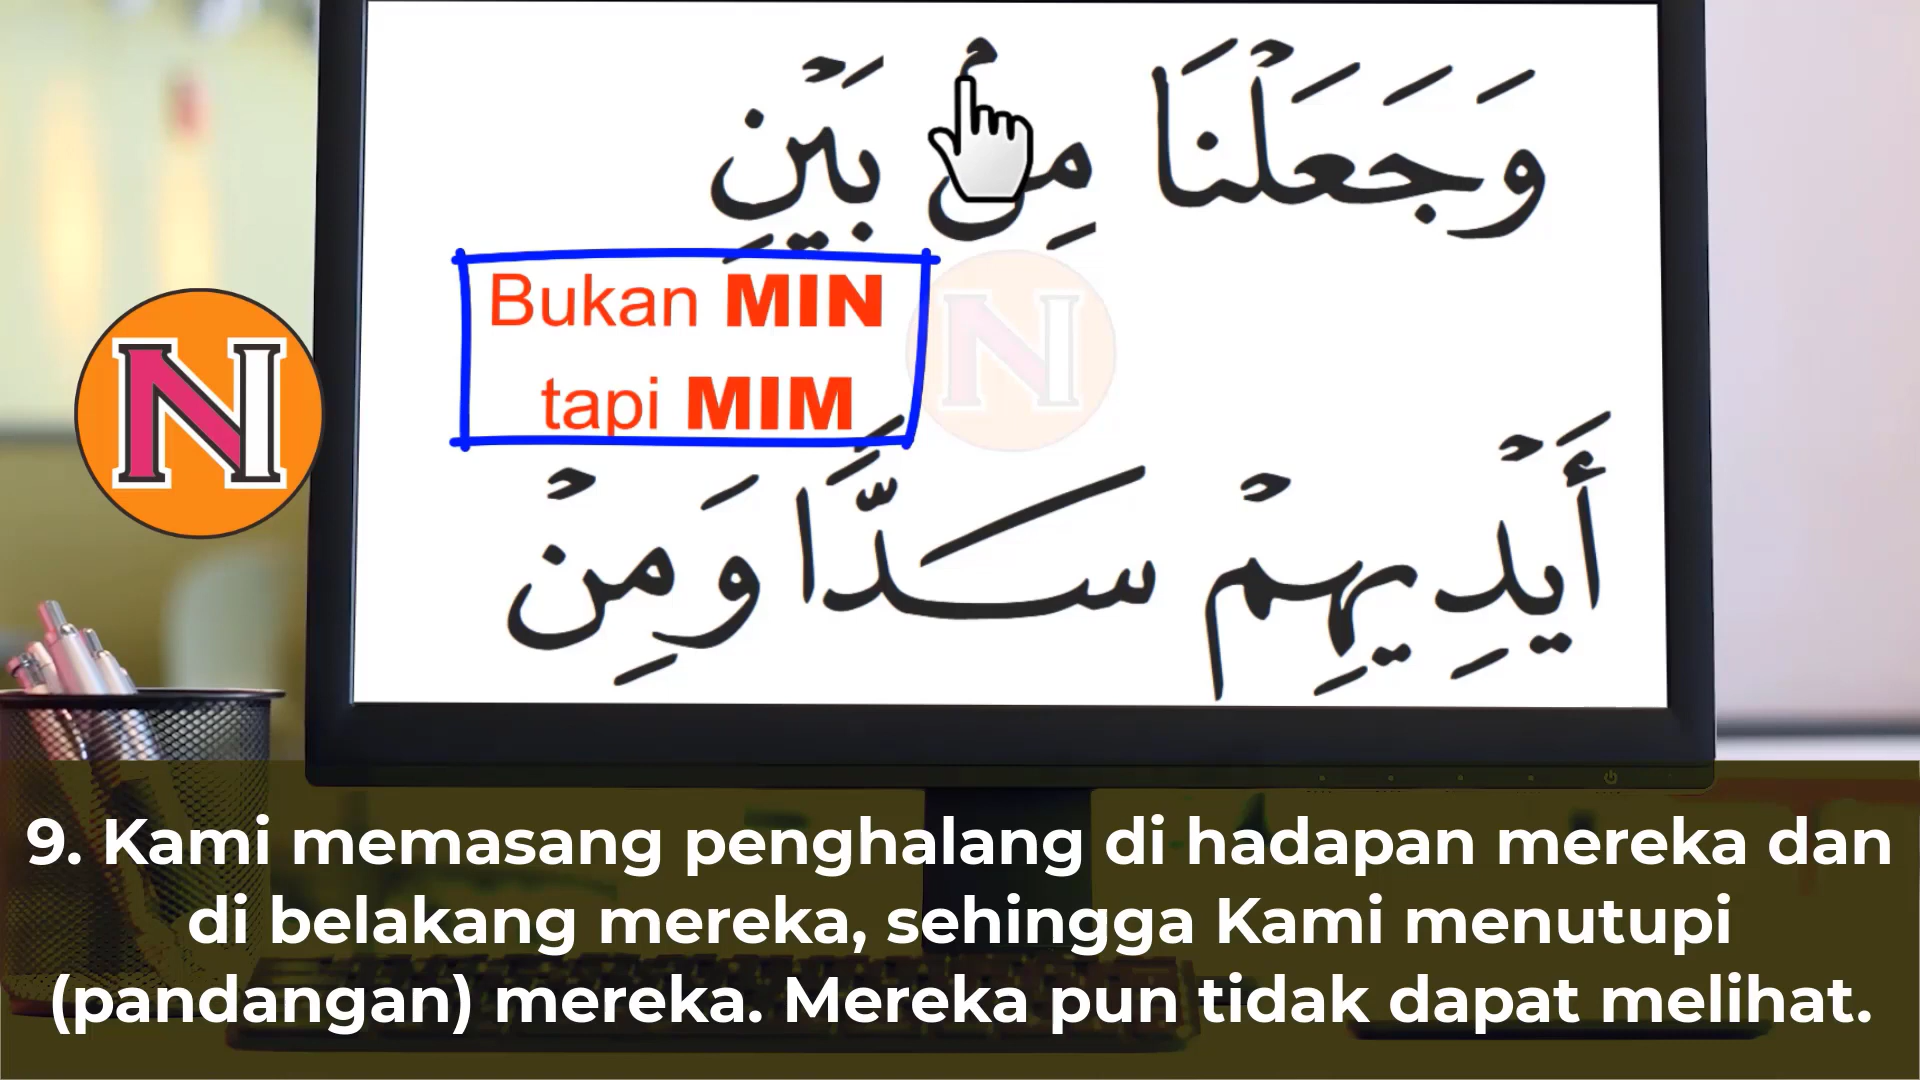 وَجَعَلْنَا مِنۢ بَيْنِ
Bukan MIN
tapi MIM
N
N
أَيْدِيهِمْ سَدًّا وَمِنْ
9. Kami memasang penghalang di hadapan mereka dan
di belakang mereka, sehingga Kami menutupi
(pandangan) mereka. Mereka pun tidak dapat melihat.